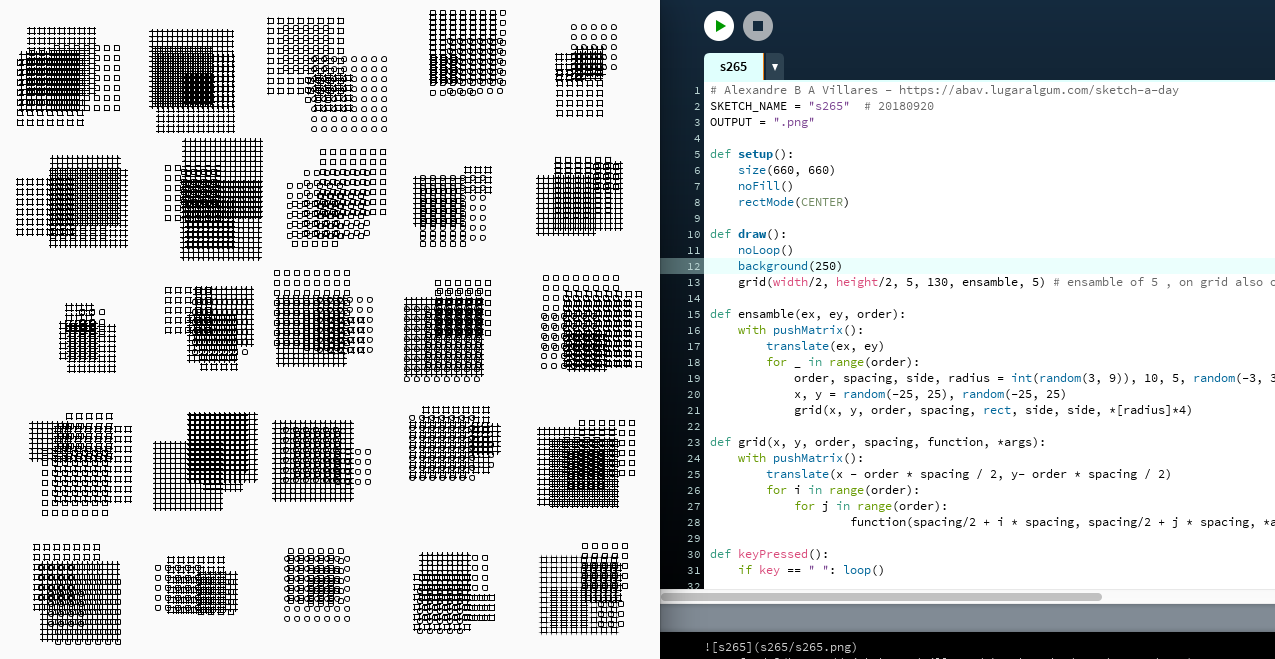 s265
▼
1 # Alexandre B A Villares - https://abav.lugaralgum.com/sketch-a-day
2 SKETCH_NAME = "s265"  # 20180920
3 OUTPUT = ".png"
4
5 def setup():
6     size(660, 660)
7     noFill()
8     rectMode(CENTER)
9
10 def draw():
11     noLoop()
12     background(250)
13     grid(width/2, height/2, 5, 130, ensamble, 5) # ensamble of 5 , on grid also
14
15 def ensamble(ex, ey, order):
16     with pushMatrix():
17         translate(ex, ey)
18         for _ in range(order):
19             order, spacing, side, radius = int(random(3, 9)), 10, 5, random(-3,
20             x, y = random(-25, 25), random(-25, 25)
21             grid(x, y, order, spacing, rect, side, side, *[radius]*4)
22
23 def grid(x, y, order, spacing, function, *args):
24     with pushMatrix():
25         translate(x - order * spacing / 2, y- order * spacing / 2)
26         for i in range(order):
27             for j in range(order):
28                     function(spacing/2 + i * spacing, spacing/2 + j * spacing,
29
30 def keyPressed():
31     if key == " ": loop()
32
![s265](s265/s265.png)